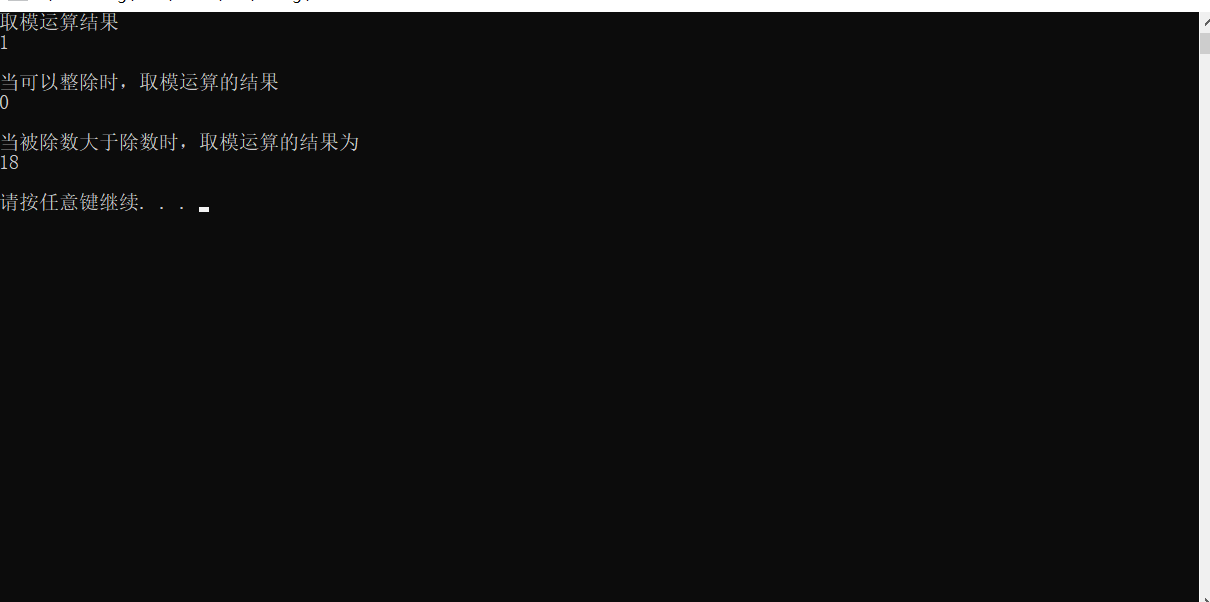 取模运算结果
1
当可以整除时，取模运算的结果
0
当被除数大于除数时，取模运算的结果为
18
请按任意键继续. . .